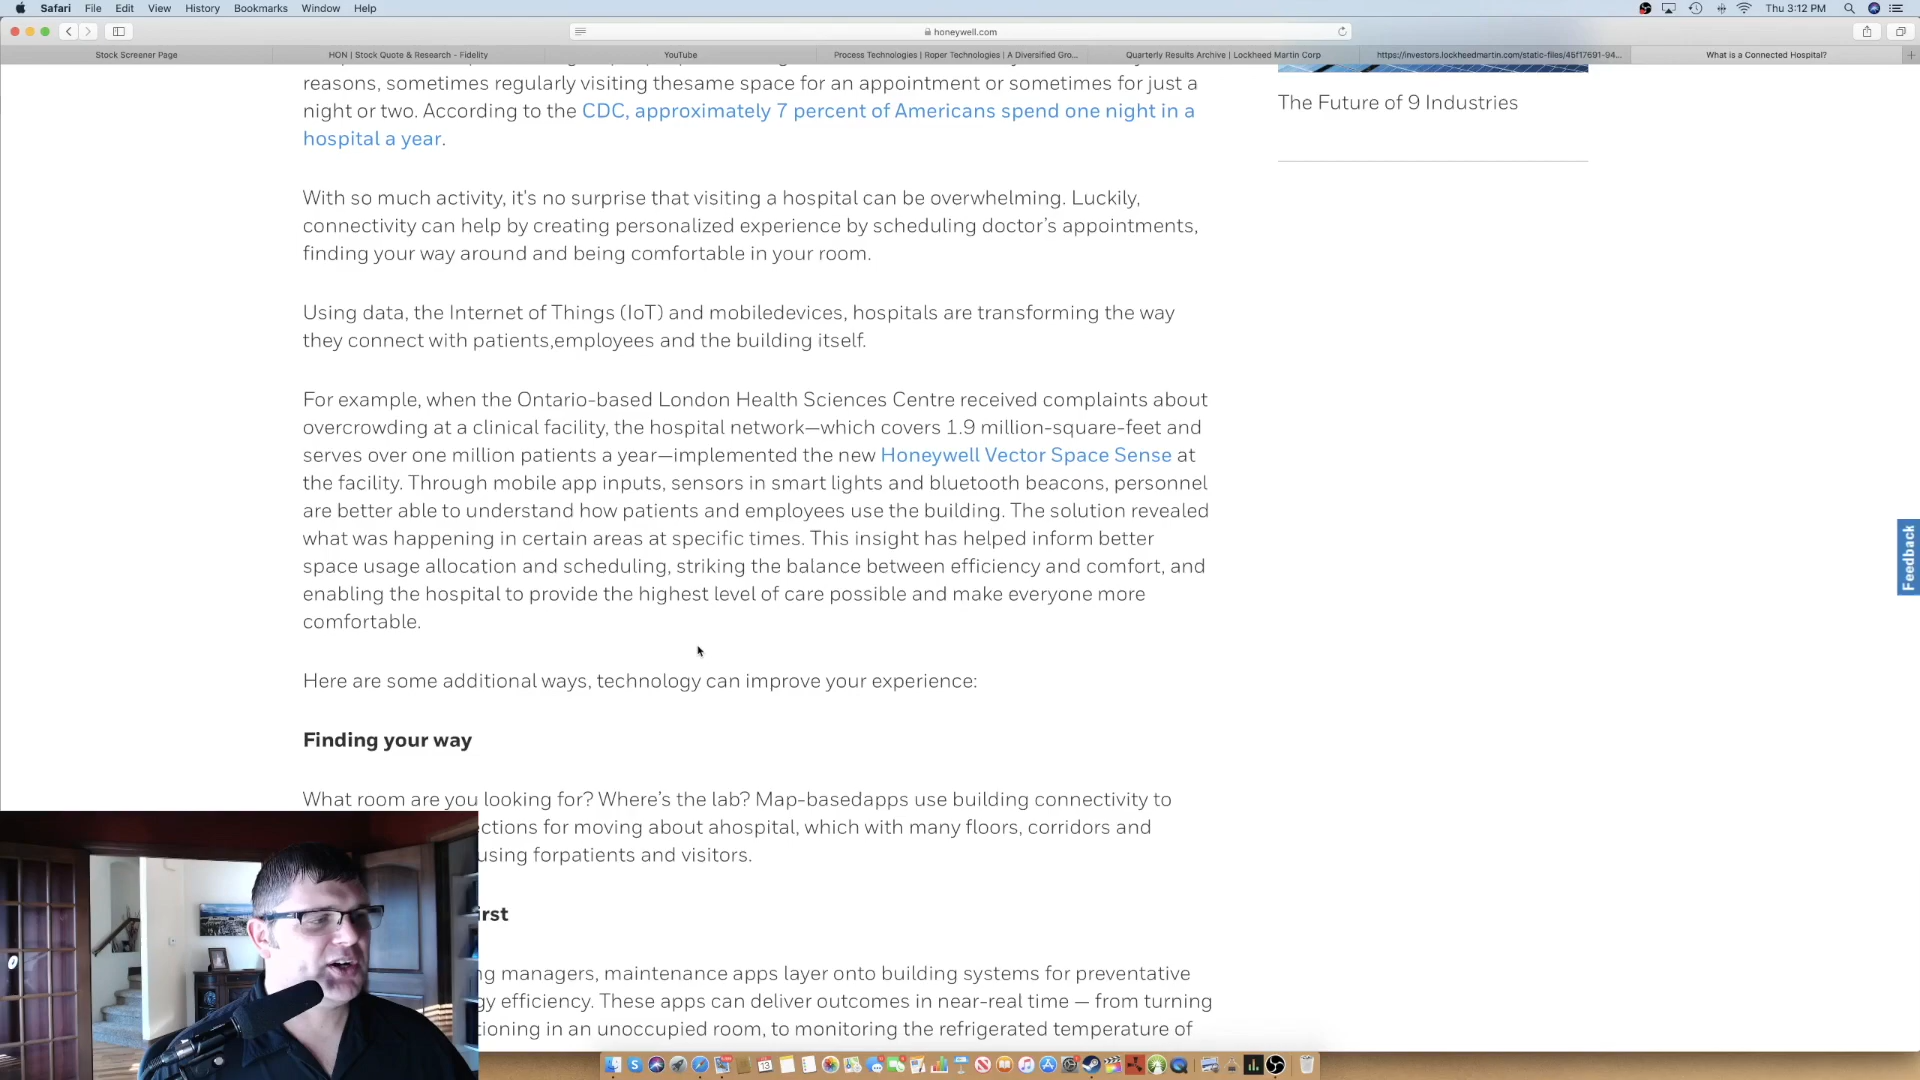 Safari File Edit View History Bookmarks Window Help Thu 3:12 PM
honeywell.com
Stock Screener Page HON | Stock Quote & Research - Fidelity YouTube Process Technologies | Roper Technologies | A Diversified Gro... Quarterly Results Archive | Lockheed Martin Corp https://investors.lockheedmartin.com/static-files/45f17691-94... What is a Connected Hospital?
reasons, sometimes regularly visiting thesame space for an appointment or sometimes for just a
night or two. According to the CDC, approximately 7 percent of Americans spend one night in a
hospital a year.
The Future of 9 Industries
With so much activity, it's no surprise that visiting a hospital can be overwhelming. Luckily,
connectivity can help by creating personalized experience by scheduling doctor’s appointments,
finding your way around and being comfortable in your room.
Using data, the Internet of Things (IoT) and mobiledevices, hospitals are transforming the way
they connect with patients,employees and the building itself.
For example, when the Ontario-based London Health Sciences Centre received complaints about
overcrowding at a clinical facility, the hospital network—which covers 1.9 million-square-feet and
serves over one million patients a year—implemented the new Honeywell Vector Space Sense at
the facility. Through mobile app inputs, sensors in smart lights and bluetooth beacons, personnel
are better able to understand how patients and employees use the building. The solution revealed
what was happening in certain areas at specific times. This insight has helped inform better
space usage allocation and scheduling, striking the balance between efficiency and comfort, and
enabling the hospital to provide the highest level of care possible and make everyone more
comfortable.
Feedback
Here are some additional ways, technology can improve your experience:
Finding your way
What room are you looking for? Where’s the lab? Map-basedapps use building connectivity to
ections for moving about ahospital, which with many floors, corridors and
using forpatients and visitors.
irst
ng managers, maintenance apps layer onto building systems for preventative
gy efficiency. These apps can deliver outcomes in near-real time — from turning
tioning in an unoccupied room, to monitoring the refrigerated temperature of